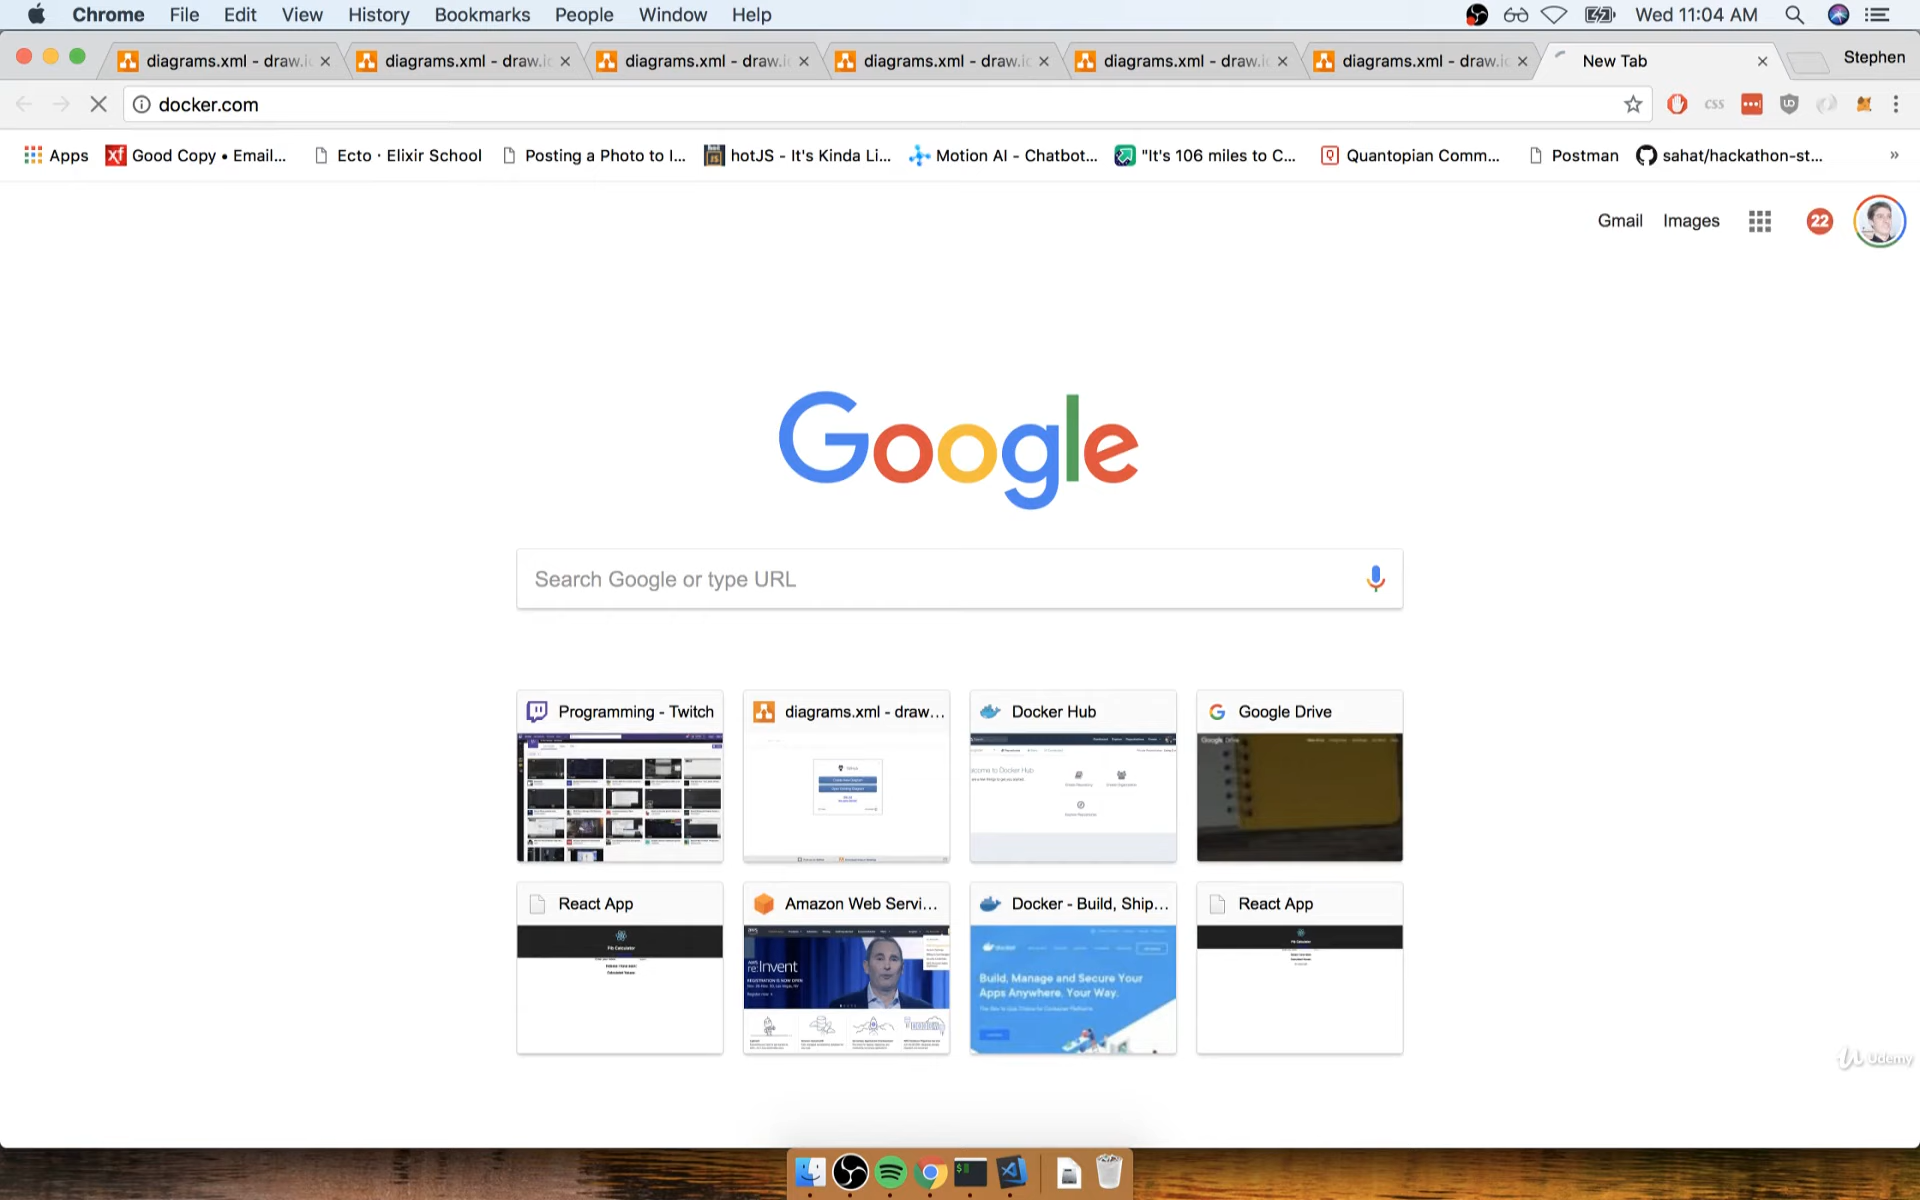 Chrome File Edit View History Bookmarks People Window Help Wed 11:04 AM
diagrams.xml - draw.i diagrams.xml - draw.i diagrams.xml - draw.i diagrams.xml - draw.i diagrams.xml - draw.i diagrams.xml - draw.i New Tab Stephen
docker.com css
Apps Good Copy • Email... Ecto · Elixir School Posting a Photo to I... hotJS - It's Kinda Li... Motion AI - Chatbot... "It's 106 miles to C... Quantopian Comm... Postman sahat/hackathon-st... »
Gmail Images 22
Google
Search Google or type URL
Programming - Twitch diagrams.xml - draw... Docker Hub Google Drive
React App Amazon Web Servi... Docker - Build, Ship... React App
re:Invent
Build, Manage and Secure Your
Apps Anywhere. Your Way.
Udemy